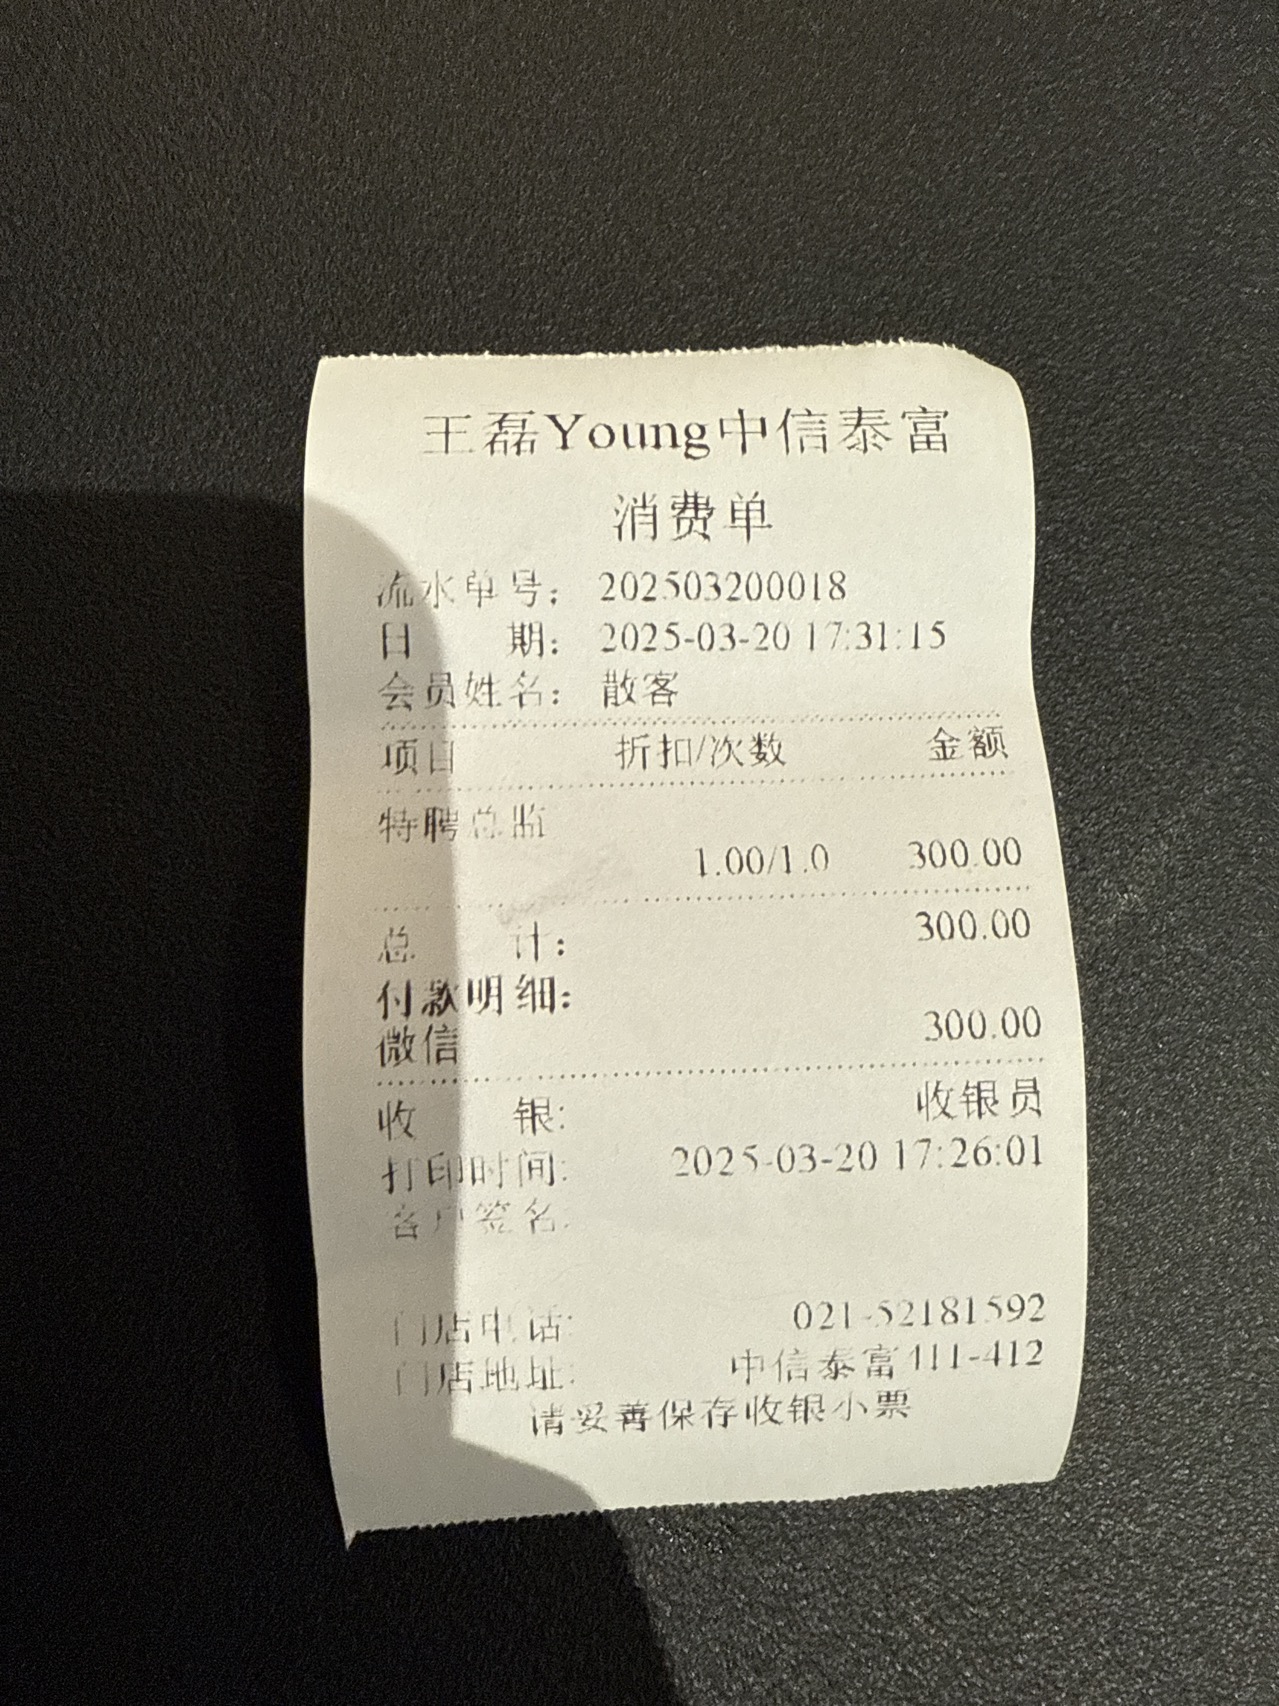 王磊Young中信泰富
消费单
流水单号： 202503200018
日 期： 2025-03-20 17:31:15
会员姓名： 散客
项目 折扣/次数 金额
特聘总监
1.00/1.0 300.00
总 计： 300.00
付款明细：
微信 300.00
收 银: 收银员
打印时间: 2025-03-20 17:26:01
客户签名:
门店电话: 021-52181592
门店地址: 中信泰富411-412
请妥善保存收银小票